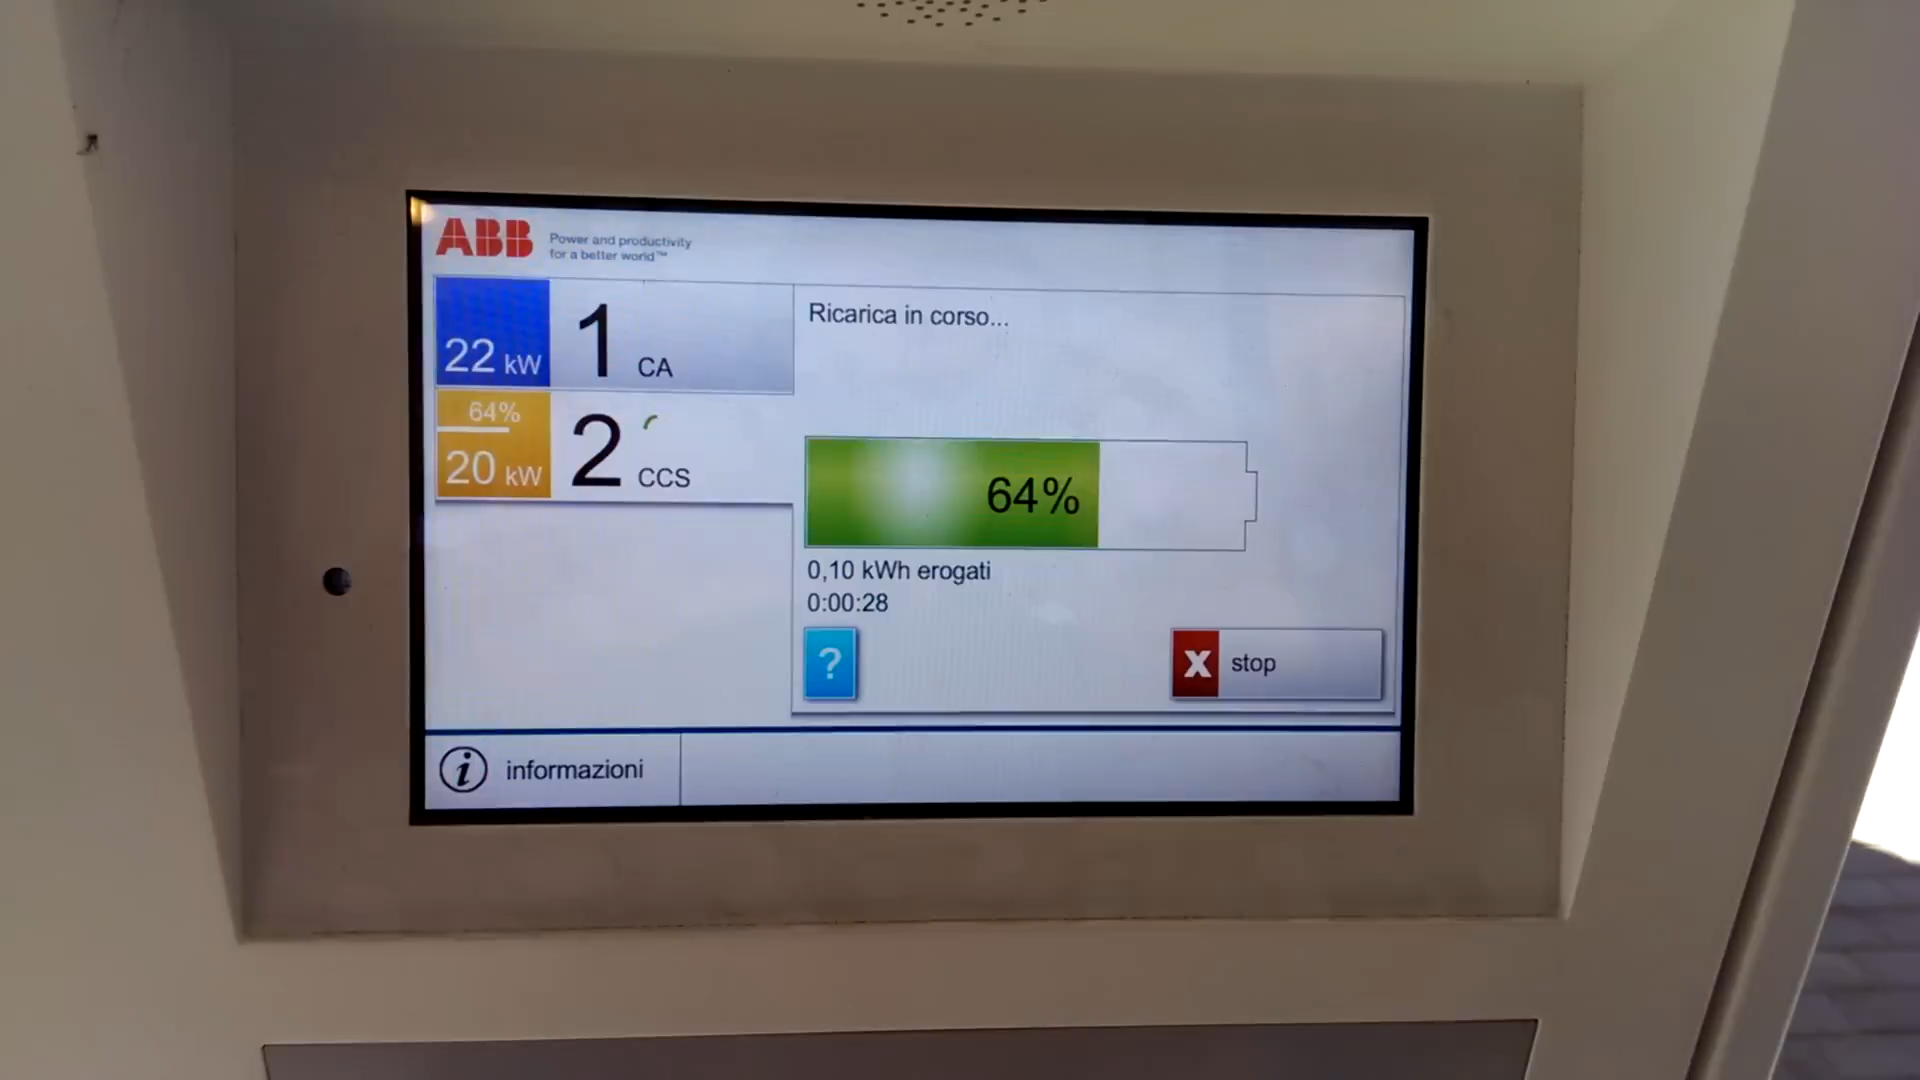 ABB
Power and productivity
for a better world™
22 kW
1 CA
64%
20 kW
2 CCS
Ricarica in corso...
64%
0,10 kWh erogati
0:00:28
?
X stop
i informazioni